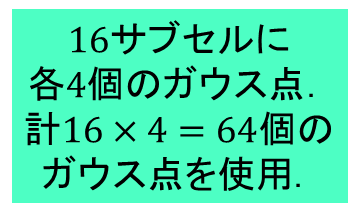 16サブセルに
各4個のガウス点.
計16 × 4 = 64個の
ガウス点を使用.